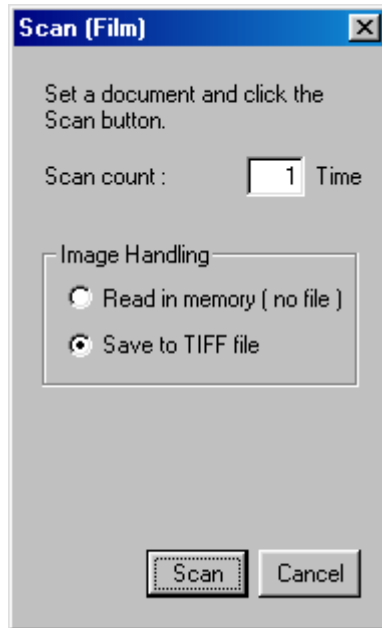 Scan (Film)
Set a document and click the
Scan button.
Scan count : 1 Time
Image Handling
Read in memory ( no file )
Save to TIFF file
Scan Cancel